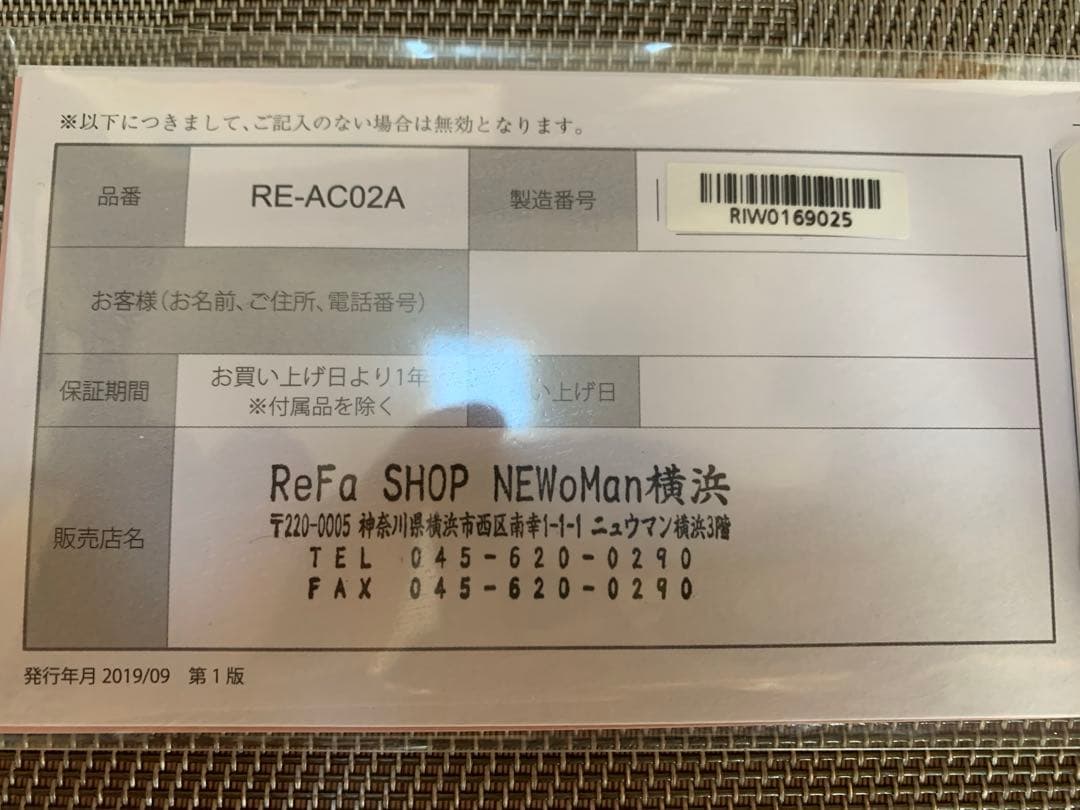 ※以下につきまして、ご記入のない場合は無効となります。
品番
RE-AC02A
製造番号
RIW0169025
お客様(お名前、ご住所、電話番号)
保証期間
お買い上げ日より1年
※付属品を除く
い上げ日
販売店名
ReFa SHOP NEWoMan横浜
〒220-0005 神奈川県横浜市西区南幸1-1-1 ニュウマン横浜3階
TEL 045-620-0290
FAX 045-620-0290
発行年月 2019/09 第1版